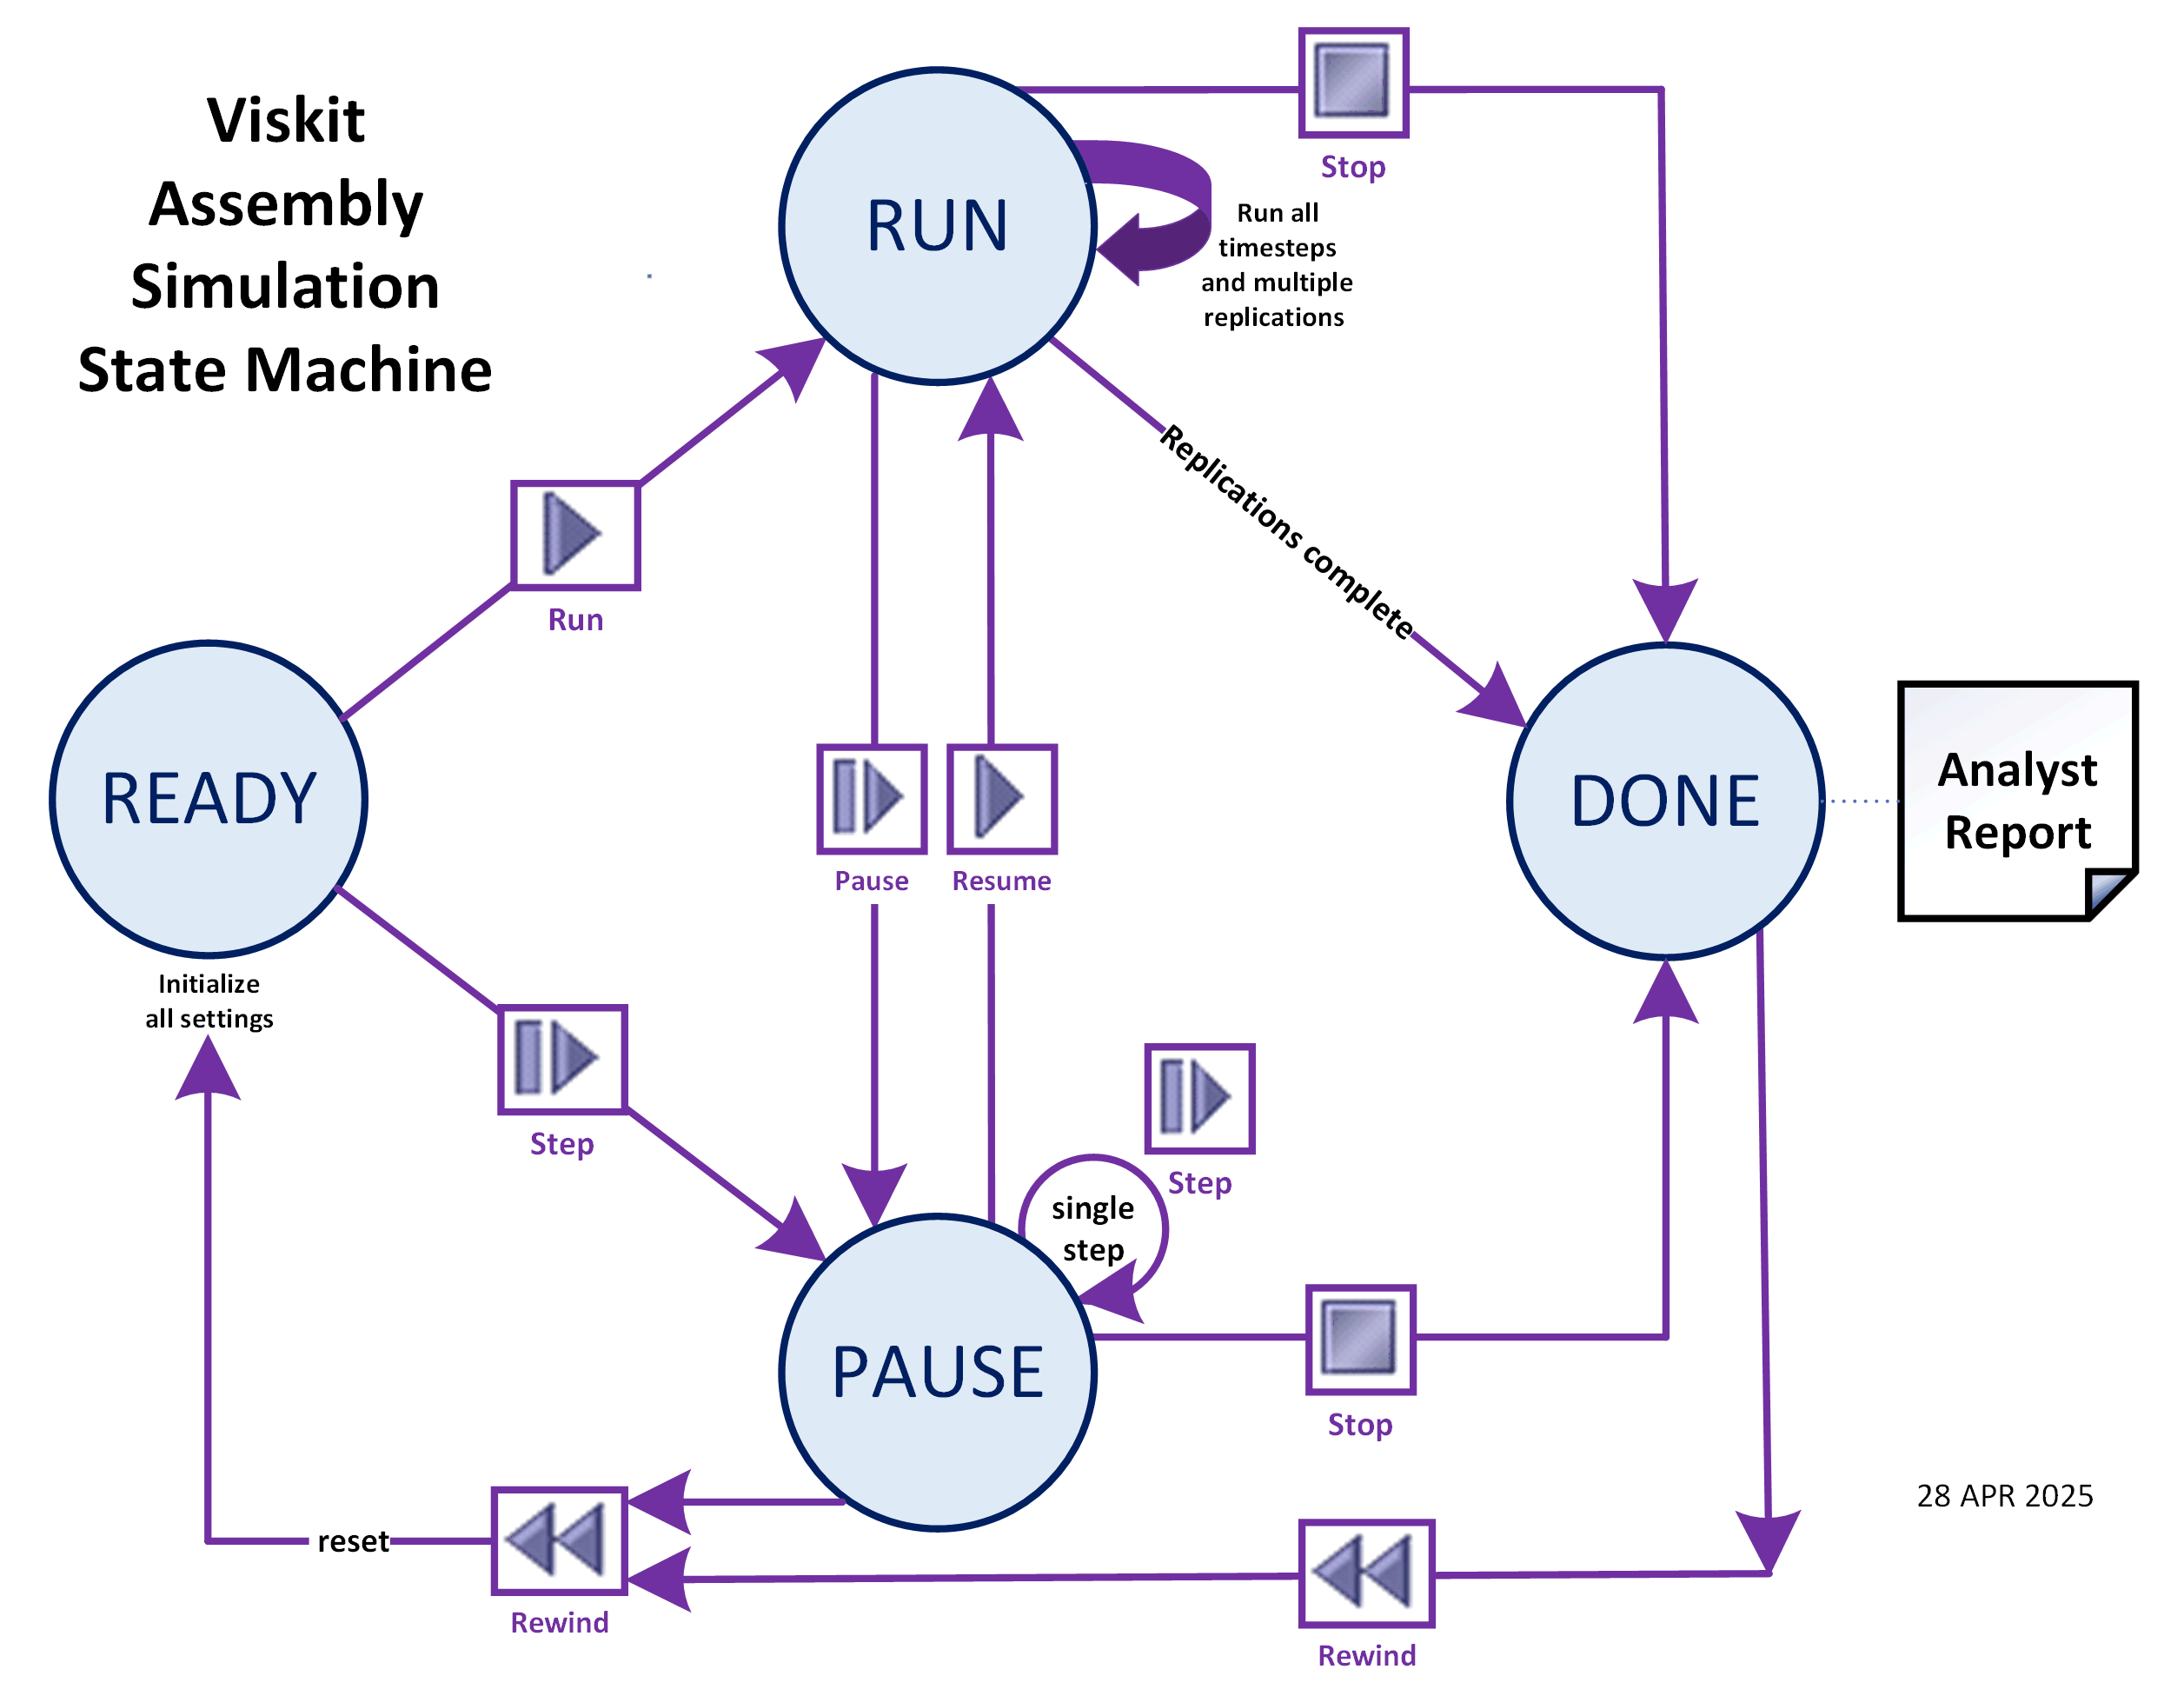 Viskit
Assembly
Simulation
State Machine
Stop
RUN
Run all
timesteps
and multiple
replications
Replications complete
Run
READY
Initialize
all settings
Pause
Resume
DONE
Analyst
Report
Step
Step
single
step
PAUSE
Stop
28 APR 2025
reset
Rewind
Rewind